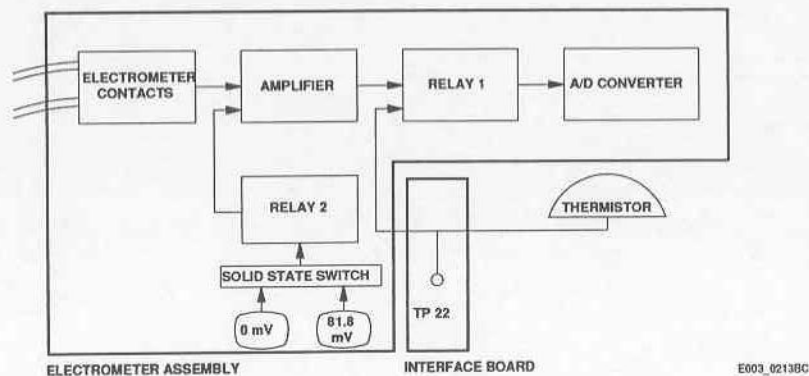 ELECTROMETER
CONTACTS
AMPLIFIER
RELAY 1
A/D CONVERTER
RELAY 2
THERMISTOR
SOLID STATE SWITCH
0 mV
81.8
mV
TP 22
ELECTROMETER ASSEMBLY
INTERFACE BOARD